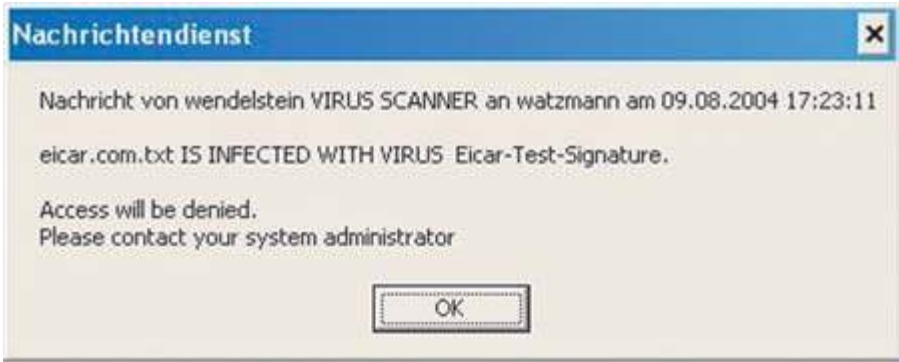 Nachrichtendienst
Nachricht von wendelstein VIRUS SCANNER an watzmann am 09.08.2004 17:23:11
eicar.com.txt IS INFECTED WITH VIRUS Eicar-Test-Signature.
Access will be denied.
Please contact your system administrator
OK